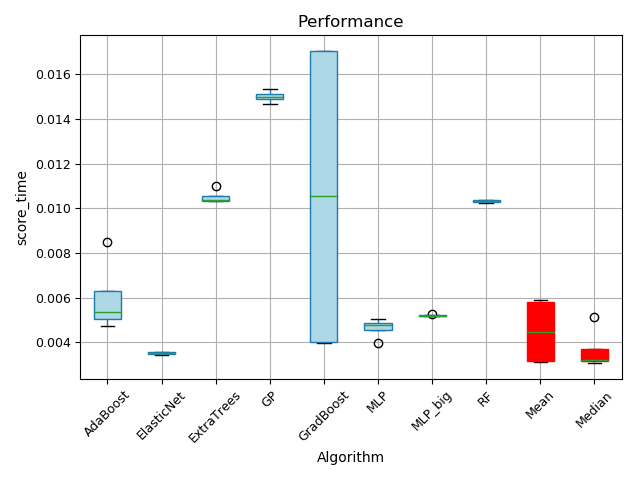 Performance
score_time
0.016
0.014
0.012
0.010
0.008
0.006
0.004
AdaBoost
ElasticNet
ExtraTrees
GP
GradBoost
MLP
MLP_big
RF
Mean
Median
Algorithm